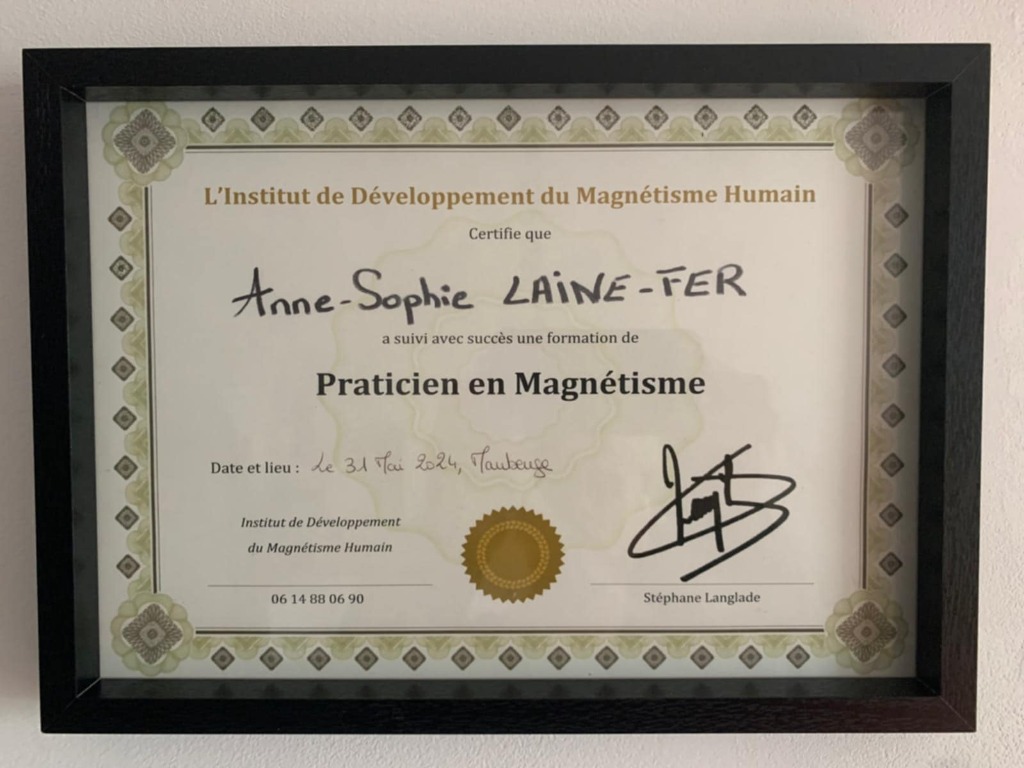 L'Institut de Développement du Magnétisme Humain
Certifie que
Anne-Sophie LAINE-FER
a suivi avec succès une formation de
Praticien en Magnétisme
Date et lieu : Le 31 Mai 2024, Maubeuge
Institut de Développement
du Magnétisme Humain
06 14 88 06 90
Stéphane Langlade